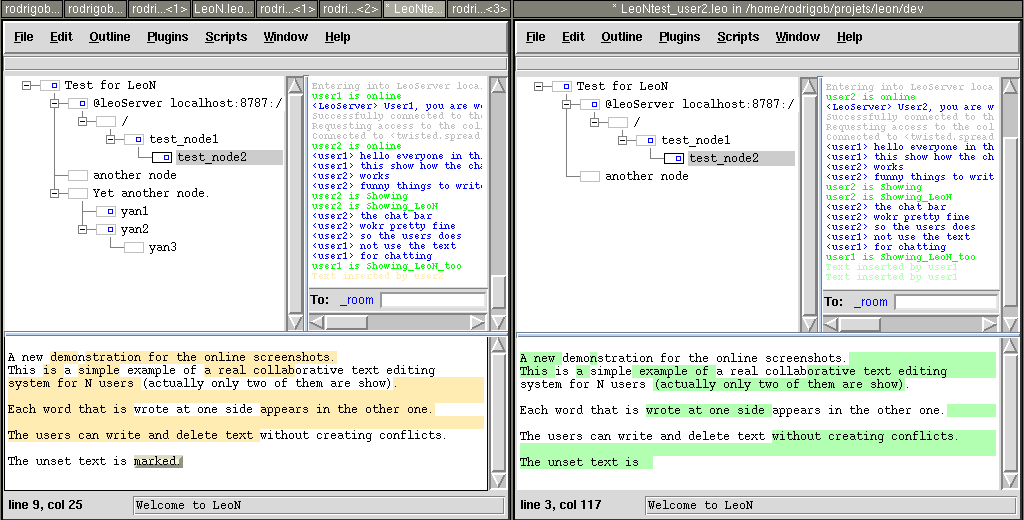 rodrigob... rodrigob... rodri...<1> LeoN.leo... rodri...<1> rodri...<2> * LeoNte... rodri...<3>
File Edit Outline Plugins Scripts Window Help
Test for LeoN
@leoServer localhost:8787:/
/
test_node1
test_node2
another node
Yet another node.
yan1
yan2
yan3
Entering into LeoServer loca
user1 is online
<LeoServer> User1, you are w
Successfully connected to th
Requesting access to the col
Connected to <twisted.spread
user2 is online
<user1> hello everyone in th
<user1> this show how the ch
<user2> works
<user2> funny things to writ
user2 is Showing
user2 is Showing_LeoN
<user2> the chat bar
<user2> wokr pretty fine
<user2> so the users does
<user1> not use the text
<user1> for chatting
user1 is Showing_LeoN_too
Text inserted by user2
To: _room
A new demonstration for the online screenshots.
This is a simple example of a real collaborative text editing
system for N users (actually only two of them are show).
Each word that is wrote at one side appears in the other one.
The users can write and delete text without creating conflicts.
The unset text is marked.
line 9, col 25 Welcome to LeoN
* LeoNtest_user2.leo in /home/rodrigob/projets/leon/dev
File Edit Outline Plugins Scripts Window Help
Test for LeoN
@leoServer localhost:8787:/
/
test_node1
test_node2
another node
Entering into LeoServer loca
user2 is online
<LeoServer> User2, you are w
Successfully connected to th
Requesting access to the col
Connected to <twisted.spread
<user1> hello everyone in th
<user1> this show how the ch
<user2> works
<user2> funny things to writ
user2 is Showing
user2 is Showing_LeoN
<user2> the chat bar
<user2> wokr pretty fine
<user2> so the users does
<user1> not use the text
<user1> for chatting
user1 is Showing_LeoN_too
Text inserted by user1
Text inserted by user1
To: _room
A new demonstration for the online screenshots.
This is a simple example of a real collaborative text editing
system for N users (actually only two of them are show).
Each word that is wrote at one side appears in the other one.
The users can write and delete text without creating conflicts.
The unset text is
line 3, col 117 Welcome to LeoN